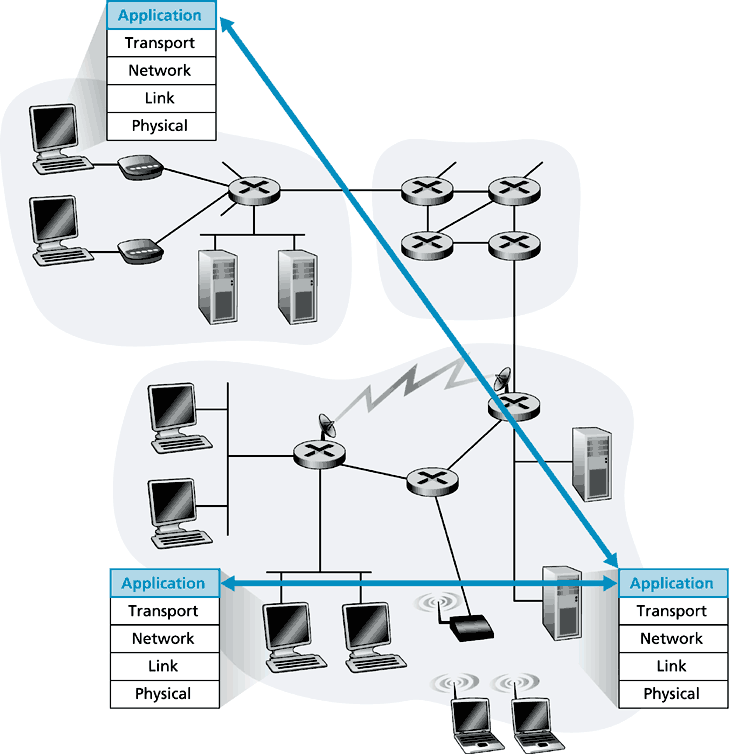 Application
Transport
Network
Link
Physical
Application
Transport
Network
Link
Physical
Application
Transport
Network
Link
Physical